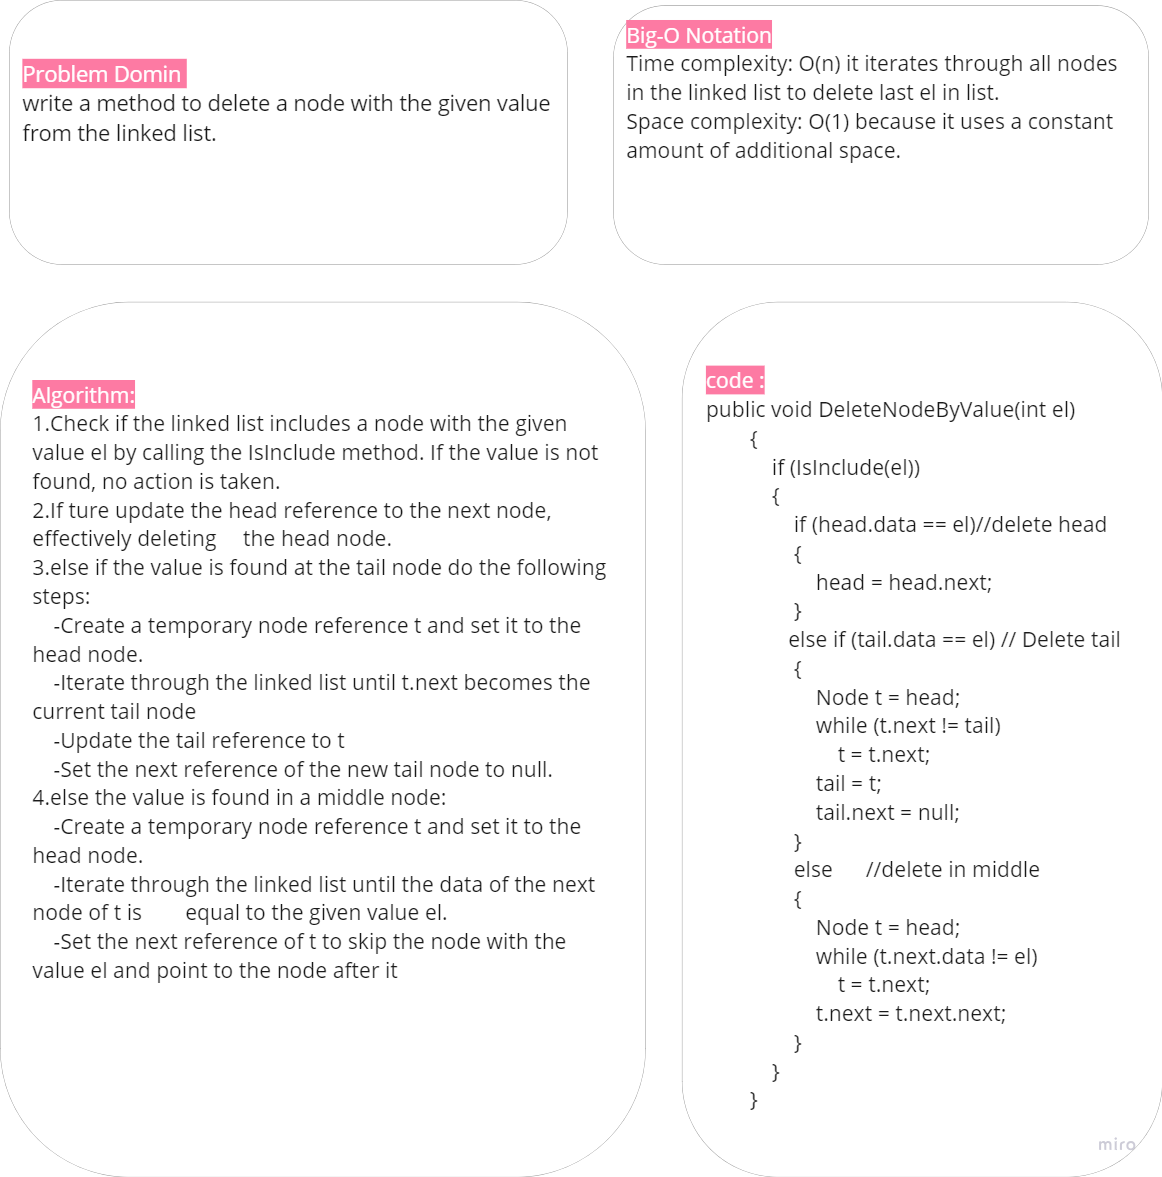 Problem Domin
write a method to delete a node with the given value
from the linked list.
Big-O Notation
Time complexity: O(n) it iterates through all nodes
in the linked list to delete last el in list.
Space complexity: O(1) because it uses a constant
amount of additional space.
Algorithm:
1.Check if the linked list includes a node with the given
value el by calling the IsInclude method. If the value is not
found, no action is taken.
2.If ture update the head reference to the next node,
effectively deleting    the head node.
3.else if the value is found at the tail node do the following
steps:
    -Create a temporary node reference t and set it to the
head node.
    -Iterate through the linked list until t.next becomes the
current tail node
    -Update the tail reference to t
    -Set the next reference of the new tail node to null.
4.else the value is found in a middle node:
    -Create a temporary node reference t and set it to the
head node.
    -Iterate through the linked list until the data of the next
node of t is       equal to the given value el.
    -Set the next reference of t to skip the node with the
value el and point to the node after it
code :
public void DeleteNodeByValue(int el)
        {
            if (IsInclude(el))
            {
                if (head.data == el)//delete head
                {
                    head = head.next;
                }
               else if (tail.data == el) // Delete tail
                {
                    Node t = head;
                    while (t.next != tail)
                        t = t.next;
                    tail = t;
                    tail.next = null;
                }
                else      //delete in middle
                {
                    Node t = head;
                    while (t.next.data != el)
                        t = t.next;
                    t.next = t.next.next;
                }
            }
        }
miro